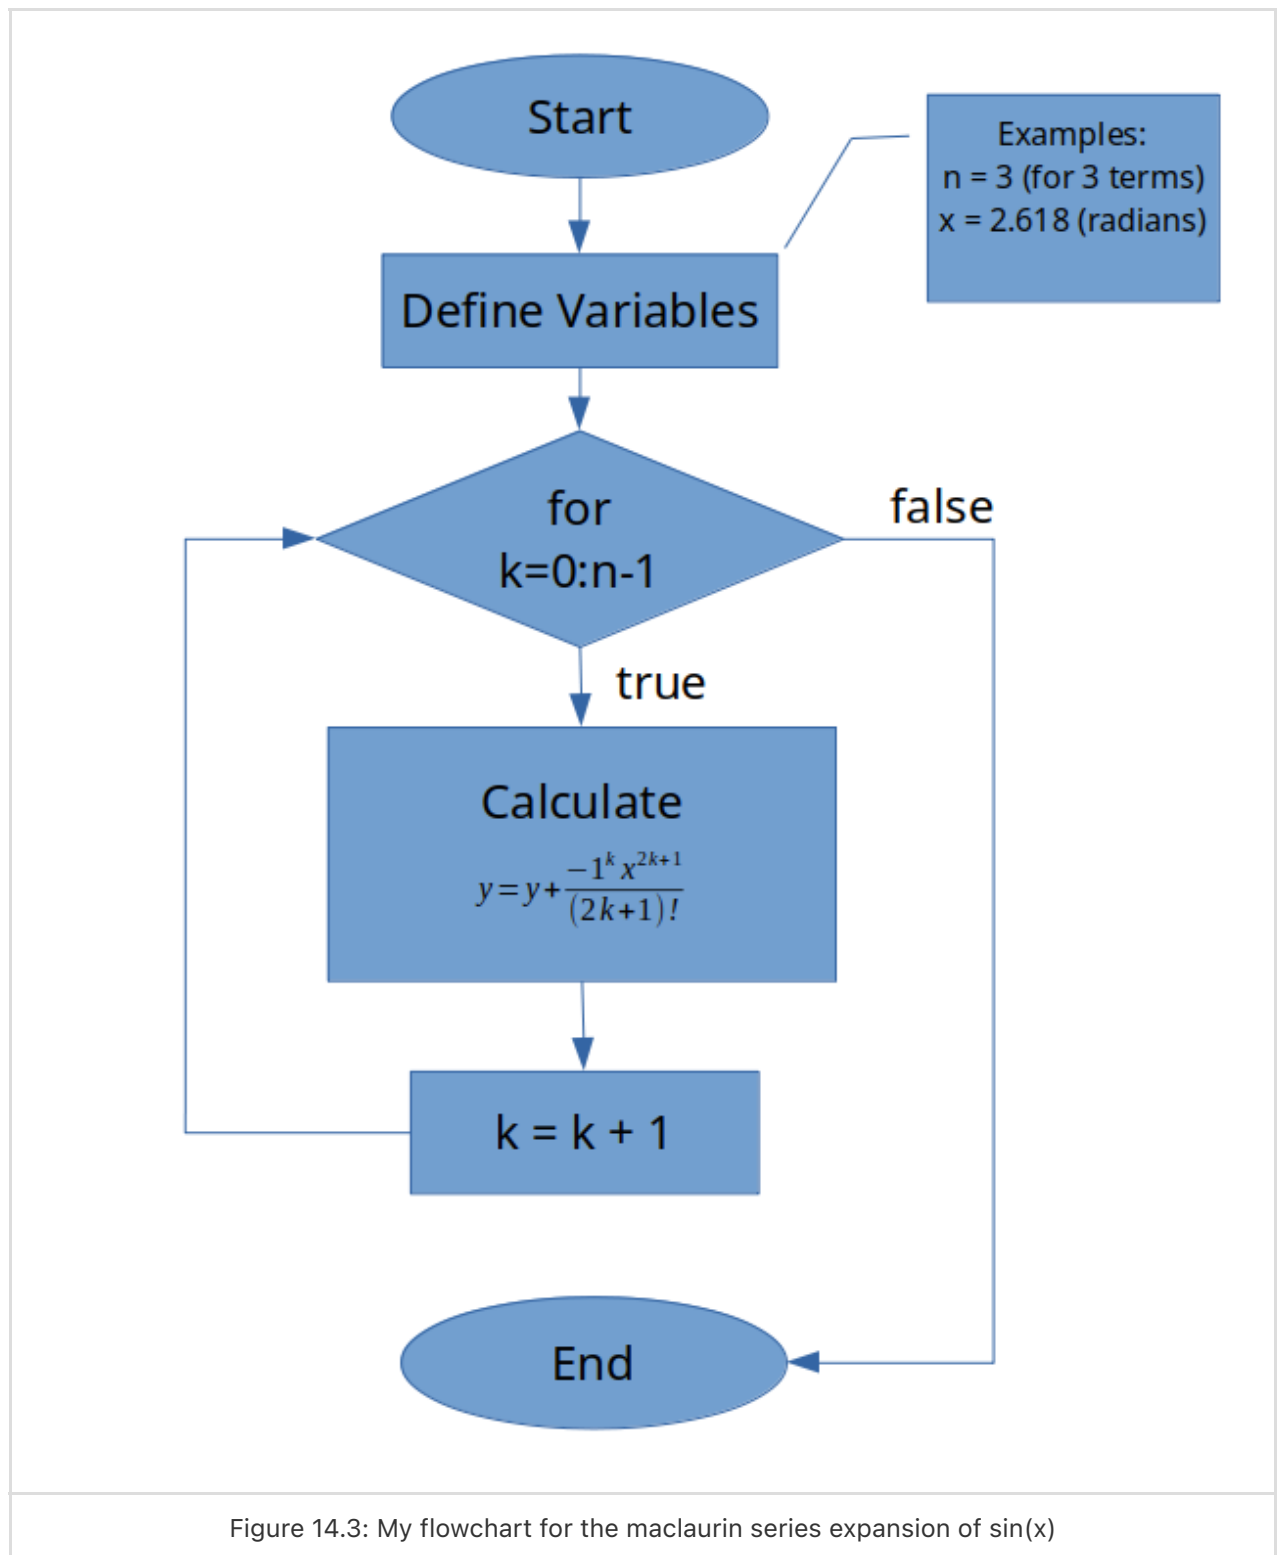 Start
Examples:
n = 3 (for 3 terms)
x = 2.618 (radians)
Define Variables
for
k=0:n-1
false
true
Calculate
y=y+\frac{-1^k x^{2k+1}}{(2k+1)!}
k = k + 1
End
Figure 14.3: My flowchart for the maclaurin series expansion of sin(x)